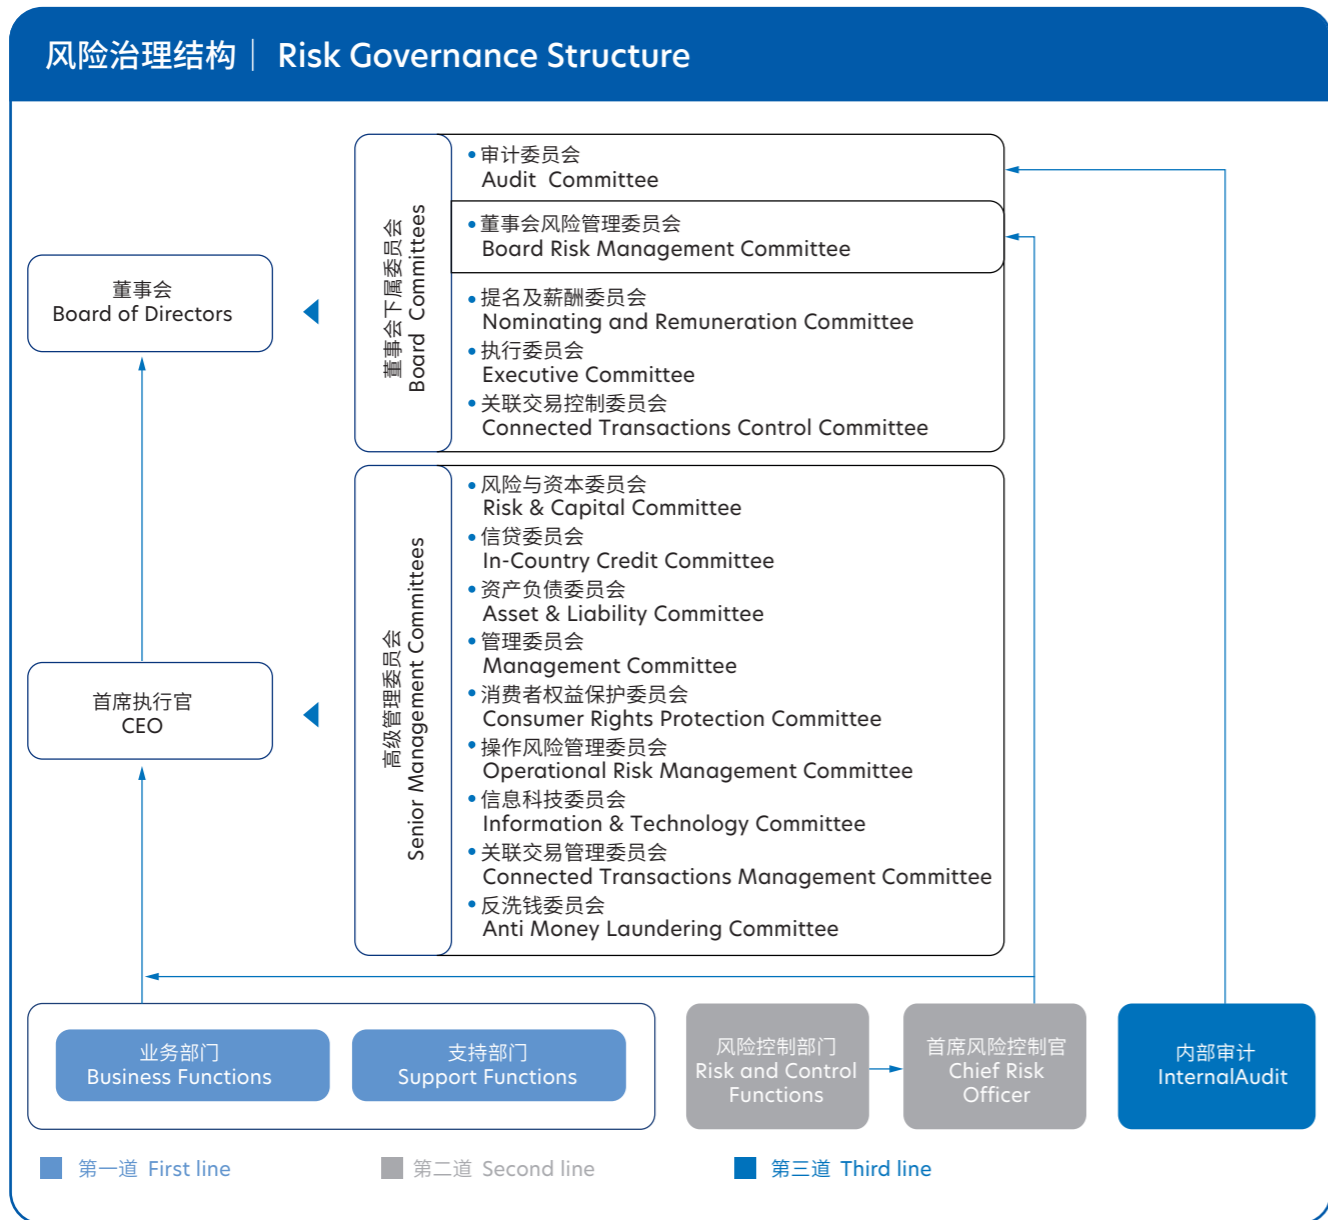 风险治理结构 | Risk Governance Structure
董事会下属委员会
Board Committees
审计委员会
Audit Committee
董事会风险管理委员会
Board Risk Management Committee
提名及薪酬委员会
Nominating and Remuneration Committee
执行委员会
Executive Committee
关联交易控制委员会
Connected Transactions Control Committee
董事会
Board of Directors
高级管理委员会
Senior Management Committees
风险与资本委员会
Risk & Capital Committee
信贷委员会
In-Country Credit Committee
资产负债委员会
Asset & Liability Committee
管理委员会
Management Committee
消费者权益保护委员会
Consumer Rights Protection Committee
操作风险管理委员会
Operational Risk Management Committee
信息科技委员会
Information & Technology Committee
关联交易管理委员会
Connected Transactions Management Committee
反洗钱委员会
Anti Money Laundering Committee
首席执行官
CEO
业务部门
Business Functions
支持部门
Support Functions
风险控制部门
Risk and Control
Functions
首席风险控制官
Chief Risk
Officer
内部审计
InternalAudit
第一道 First line
第二道 Second line
第三道 Third line